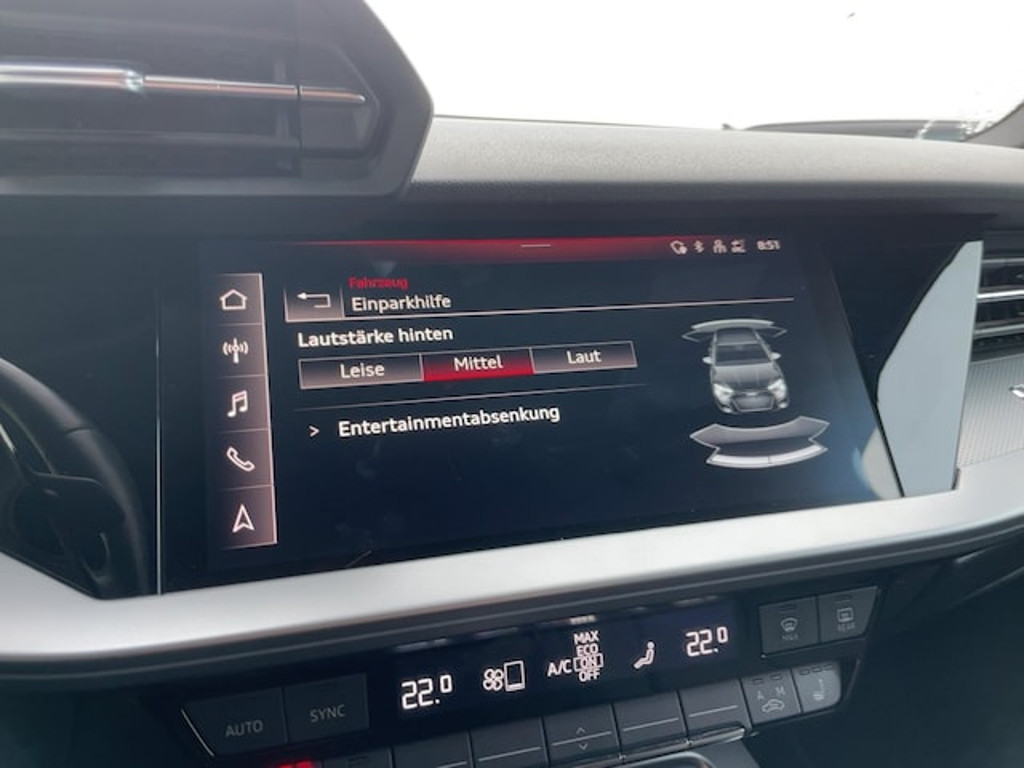 8:51
Fahrzeug
Einparkhilfe
Lautstärke hinten
Leise Mittel Laut
> Entertainmentabsenkung
MAX
ECO
A/C ON
OFF
22.0
22.0
MAX
REAR
AUTO
SYNC
A M